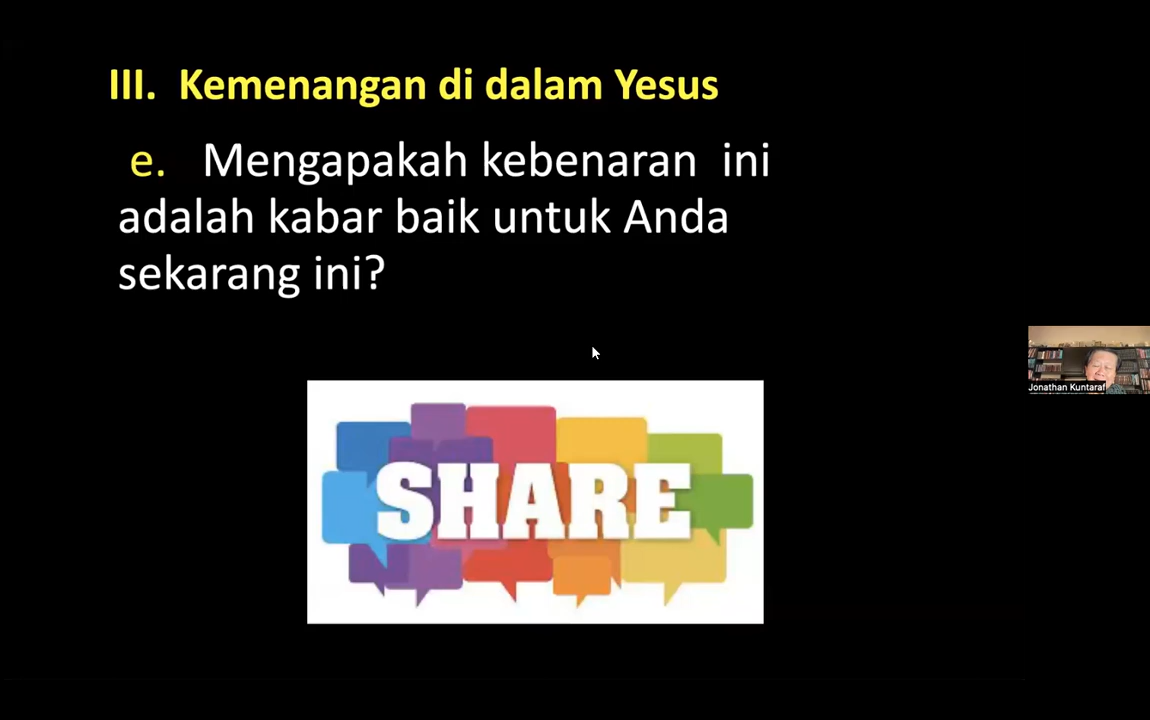 III. Kemenangan di dalam Yesus
e. Mengapakah kebenaran ini
adalah kabar baik untuk Anda
sekarang ini?
SHARE
Jonathan Kuntaraf